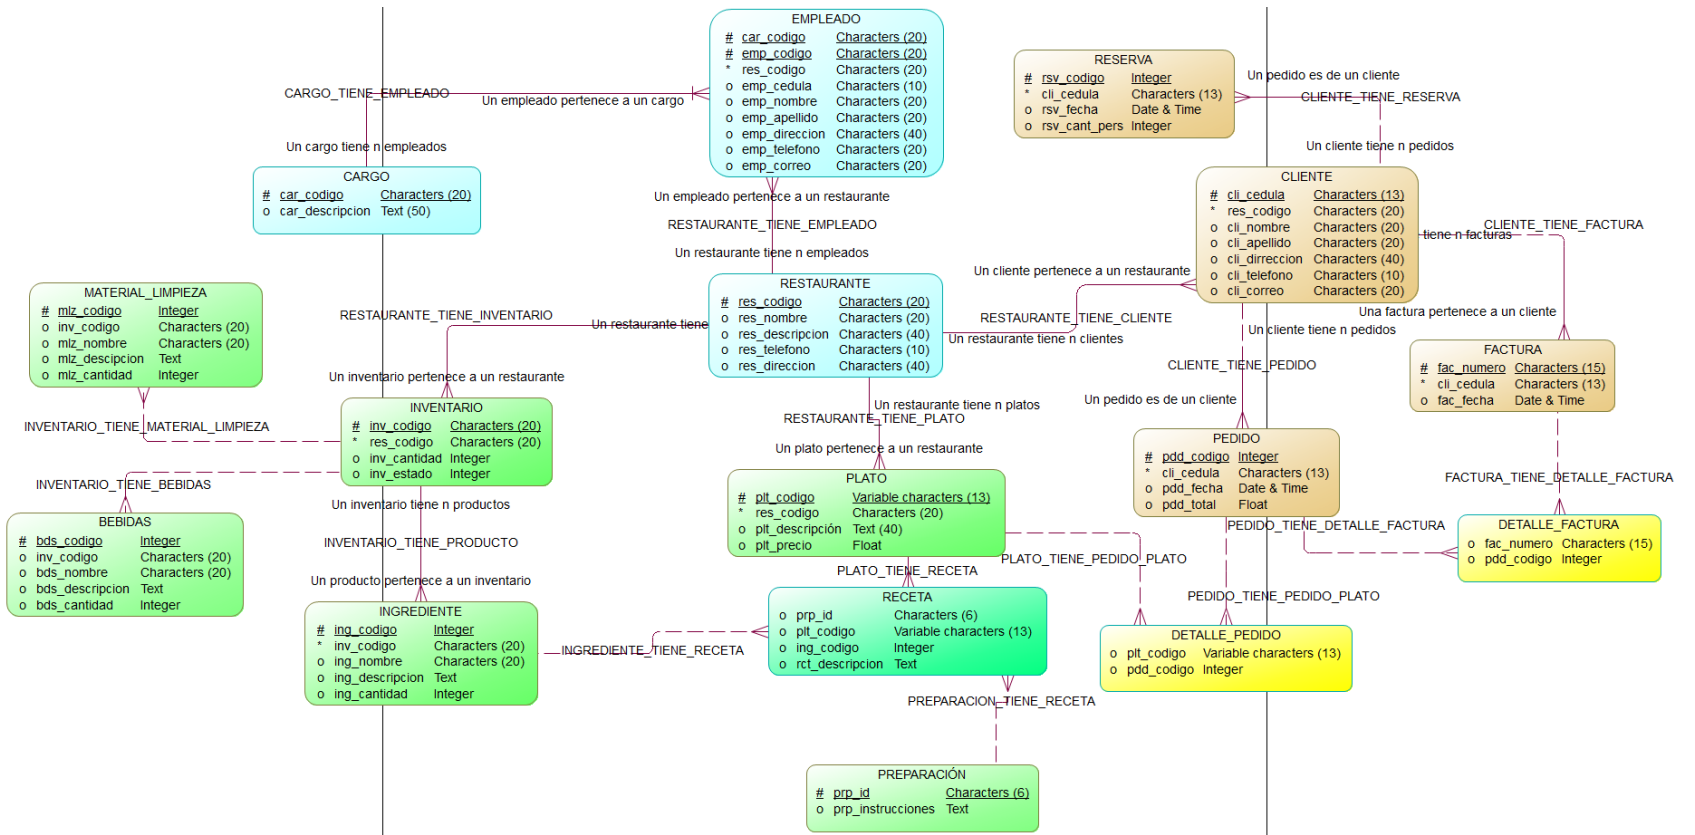 EMPLEADO
# car_codigo Characters (20)
# emp_codigo Characters (20)
* res_codigo Characters (20)
o emp_cedula Characters (10)
o emp_nombre Characters (20)
o emp_apellido Characters (20)
o emp_direccion Characters (40)
o emp_telefono Characters (20)
o emp_correo Characters (20)
RESERVA
# rsv_codigo Integer
* cli_cedula Characters (13)
o rsv_fecha Date & Time
o rsv_cant_pers Integer
Un pedido es de un cliente
CLIENTE_TIENE_RESERVA
Un cliente tiene n pedidos
CARGO_TIENE_EMPLEADO
Un empleado pertenece a un cargo
Un cargo tiene n empleados
CARGO
# car_codigo Characters (20)
o car_descripcion Text (50)
Un empleado pertenece a un restaurante
RESTAURANTE_TIENE_EMPLEADO
Un restaurante tiene n empleados
CLIENTE
# cli_cedula Characters (13)
* res_codigo Characters (20)
o cli_nombre Characters (20)
o cli_apellido Characters (20)
o cli_dirreccion Characters (40)
o cli_telefono Characters (10)
o cli_correo Characters (20)
CLIENTE_TIENE_FACTURA
tiene n facturas
Una factura pertenece a un cliente
MATERIAL_LIMPIEZA
# mlz_codigo Integer
o inv_codigo Characters (20)
o mlz_nombre Characters (20)
o mlz_descipcion Text
o mlz_cantidad Integer
RESTAURANTE_TIENE_INVENTARIO
Un restaurante tiene
Un inventario pertenece a un restaurante
RESTAURANTE
# res_codigo Characters (20)
o res_nombre Characters (20)
o res_descripcion Characters (40)
o res_telefono Characters (10)
o res_direccion Characters (40)
Un cliente pertenece a un restaurante
RESTAURANTE_TIENE_CLIENTE
Un restaurante tiene n clientes
Un cliente tiene n pedidos
CLIENTE_TIENE_PEDIDO
Un pedido es de un cliente
FACTURA
# fac_numero Characters (15)
* cli_cedula Characters (13)
o fac_fecha Date & Time
INVENTARIO
# inv_codigo Characters (20)
* res_codigo Characters (20)
o inv_cantidad Integer
o inv_estado Integer
INVENTARIO_TIENE_MATERIAL_LIMPIEZA
INVENTARIO_TIENE_BEBIDAS
Un restaurante tiene n platos
RESTAURANTE_TIENE_PLATO
Un plato pertenece a un restaurante
PEDIDO
# pdd_codigo Integer
* cli_cedula Characters (13)
o pdd_fecha Date & Time
o pdd_total Float
FACTURA_TIENE_DETALLE_FACTURA
PLATO
# plt_codigo Variable characters (13)
* res_codigo Characters (20)
o plt_descripción Text (40)
o plt_precio Float
Un inventario tiene n productos
INVENTARIO_TIENE_PRODUCTO
Un producto pertenece a un inventario
BEBIDAS
# bds_codigo Integer
o inv_codigo Characters (20)
o bds_nombre Characters (20)
o bds_descripcion Text
o bds_cantidad Integer
PEDIDO_TIENE_DETALLE_FACTURA
DETALLE_FACTURA
o fac_numero Characters (15)
o pdd_codigo Integer
PLATO_TIENE_RECETA
PLATO_TIENE_PEDIDO_PLATO
PEDIDO_TIENE_PEDIDO_PLATO
INGREDIENTE
# ing_codigo Integer
* inv_codigo Characters (20)
o ing_nombre Characters (20)
o ing_descripcion Text
o ing_cantidad Integer
INGREDIENTE_TIENE_RECETA
RECETA
o prp_id Characters (6)
o plt_codigo Variable characters (13)
o ing_codigo Integer
o rct_descripcion Text
DETALLE_PEDIDO
o plt_codigo Variable characters (13)
o pdd_codigo Integer
PREPARACION_TIENE_RECETA
PREPARACIÓN
# prp_id Characters (6)
o prp_instrucciones Text